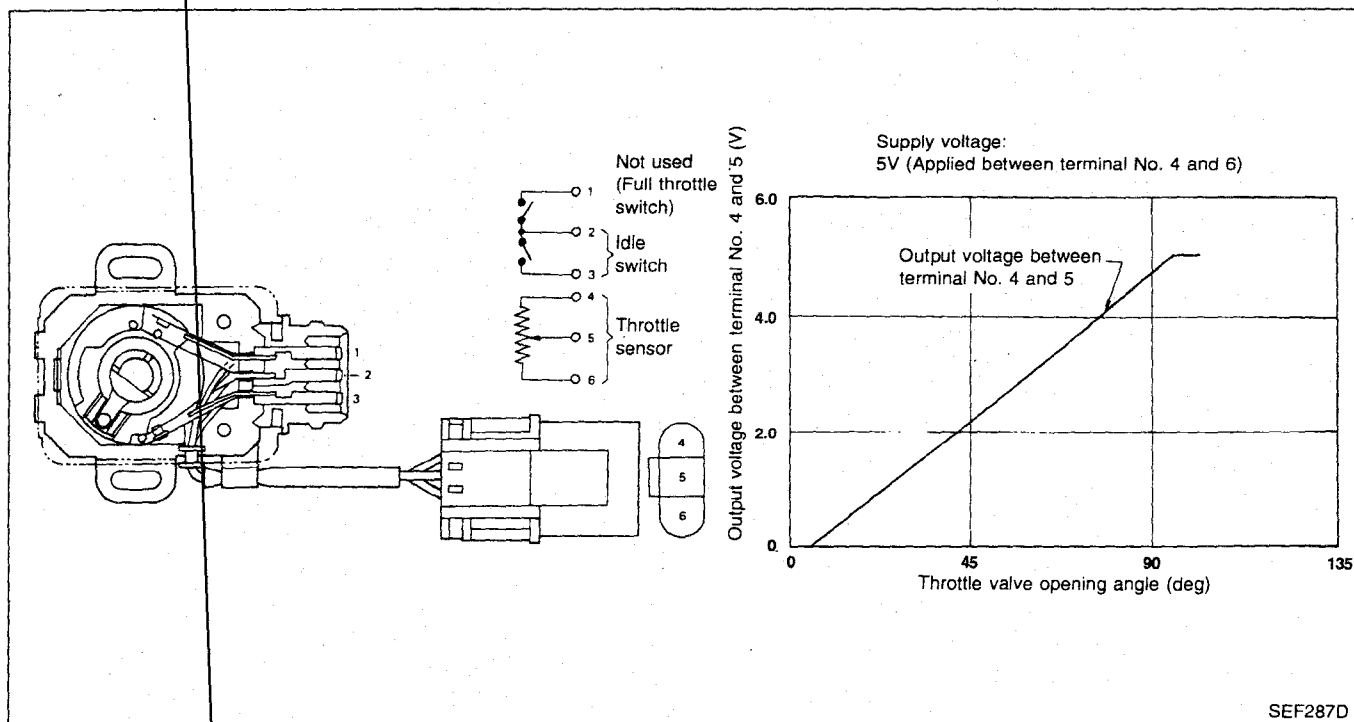 Not used
(Full throttle
switch)
1
2
Idle
switch
3
4
5
Throttle
sensor
6
1
2
3
4
5
6
Supply voltage:
5V (Applied between terminal No. 4 and 6)
Output voltage between terminal No. 4 and 5 (V)
6.0
4.0
2.0
0.
Output voltage between
terminal No. 4 and 5
0
45
90
135
Throttle valve opening angle (deg)
SEF287D